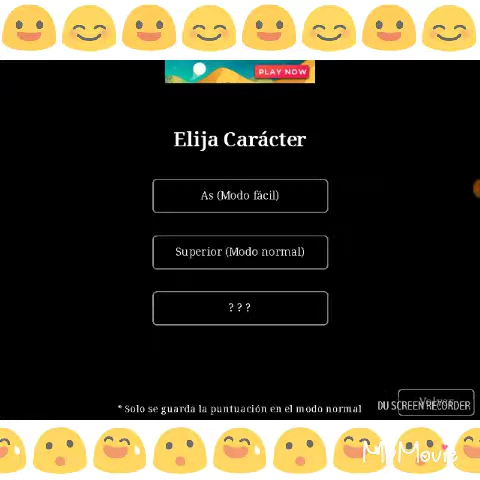 PLAY NOW
Elija Carácter
As (Modo fácil)
Superior (Modo normal)
? ? ?
Volver
DU SCREEN RECORDER
* Solo se guarda la puntuación en el modo normal
MyMovie